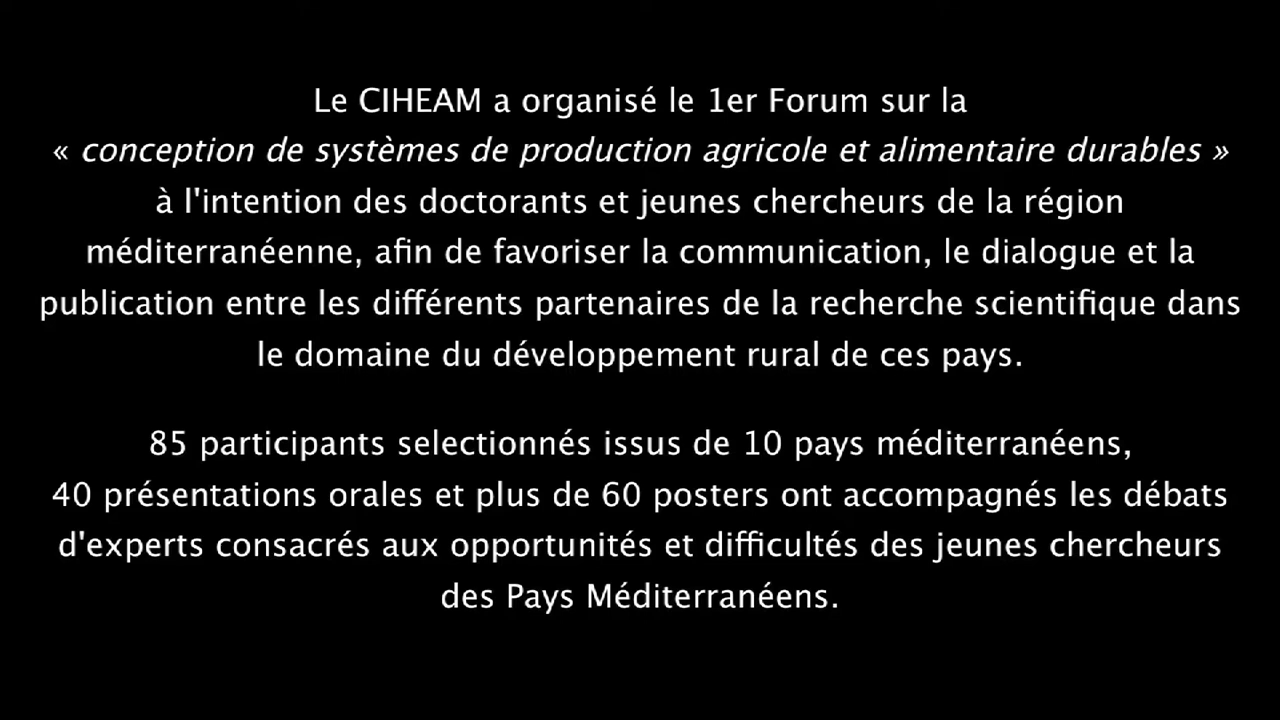 Le CIHEAM a organisé le 1er Forum sur la
« conception de systèmes de production agricole et alimentaire durables »
à l'intention des doctorants et jeunes chercheurs de la région
méditerranéenne, afin de favoriser la communication, le dialogue et la
publication entre les différents partenaires de la recherche scientifique dans
le domaine du développement rural de ces pays.
85 participants selectionnés issus de 10 pays méditerranéens,
40 présentations orales et plus de 60 posters ont accompagnés les débats
d'experts consacrés aux opportunités et difficultés des jeunes chercheurs
des Pays Méditerranéens.